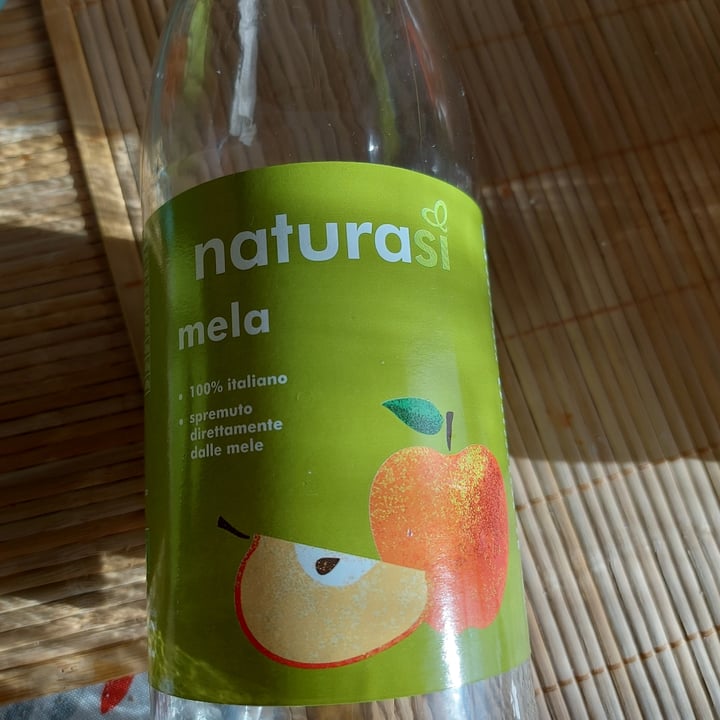 naturasì
mela
• 100% italiano
• spremuto
direttamente
dalle mele